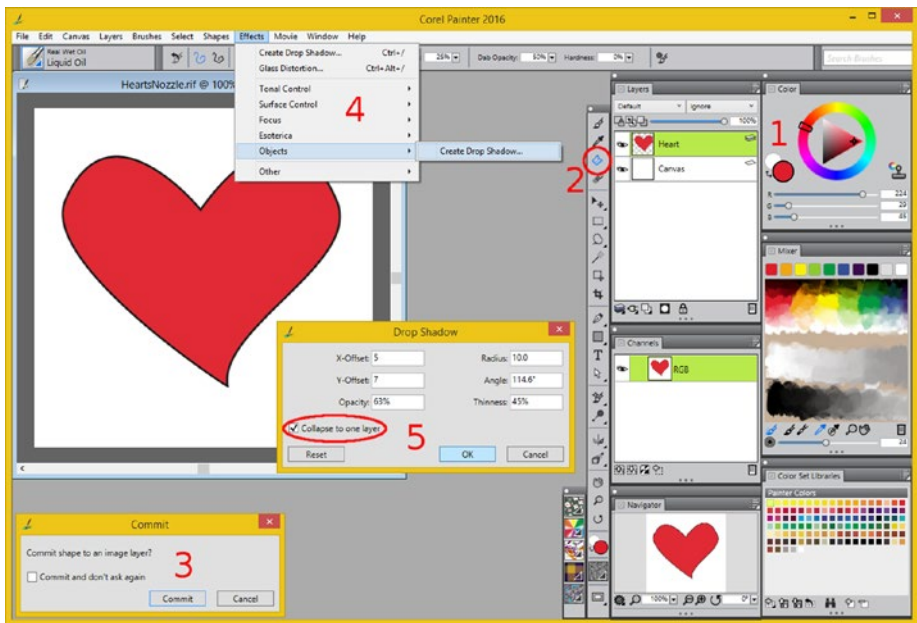 Corel Painter 2016
File Edit Canvas Layers Brushes Select Shapes Effects Movie Window Help
Real Wet Oil
Liquid Oil
25% Dab Opacity: 50% Hardness: 0%
Search Brushes
HeartsNozzle.rif @ 100%
Create Drop Shadow... Ctrl+/
Glass Distortion... Ctrl+Alt+/
Tonal Control
Surface Control
Focus
Esoterica
Objects
Other
Create Drop Shadow...
4
2
Layers
Default Ignore
100%
Heart
Canvas
Color
1
R
G 29
B
Mixer
24
Channels
RGB
Color Set Libraries
Painter Colors
Navigator
100% 0°
Drop Shadow
X-Offset: 5 Radius: 10.0
Y-Offset: 7 Angle: 114.6°
Opacity: 63% Thinness: 45%
Collapse to one layer
5
Reset OK Cancel
Commit
Commit shape to an image layer?
3
Commit and don't ask again
Commit Cancel